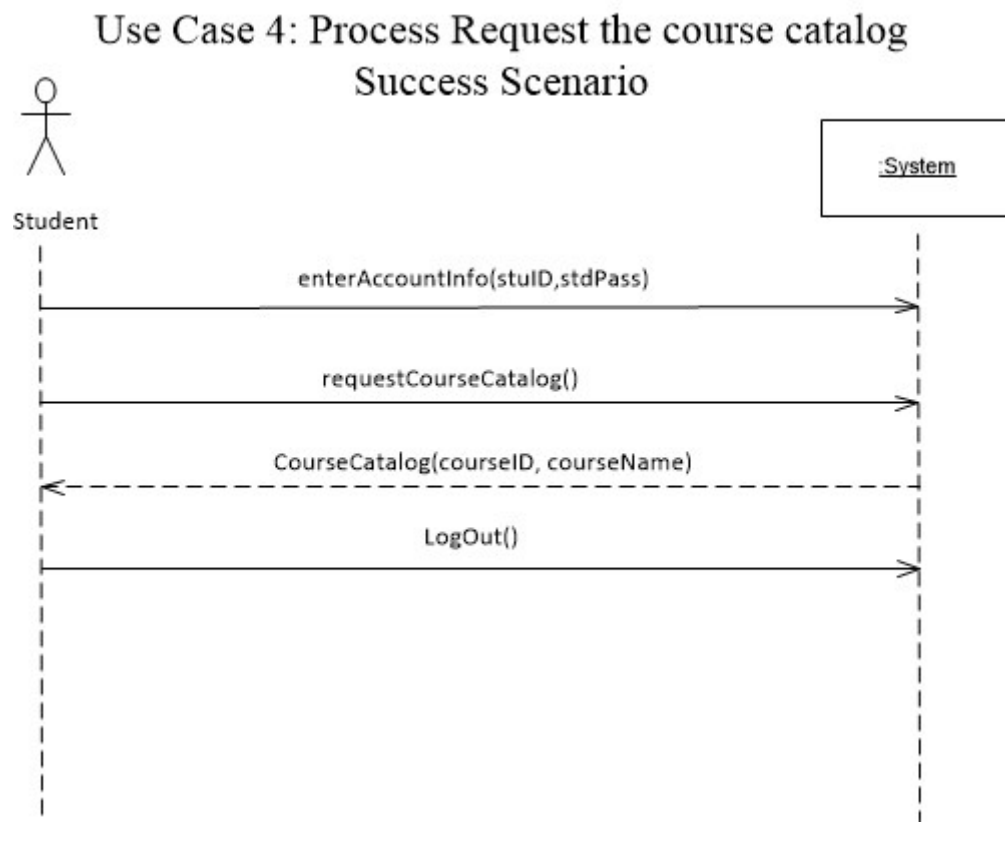 Use Case 4: Process Request the course catalog
Success Scenario
:System
Student
enterAccountInfo(stuID,stdPass)
requestCourseCatalog()
CourseCatalog(courseID, courseName)
LogOut()